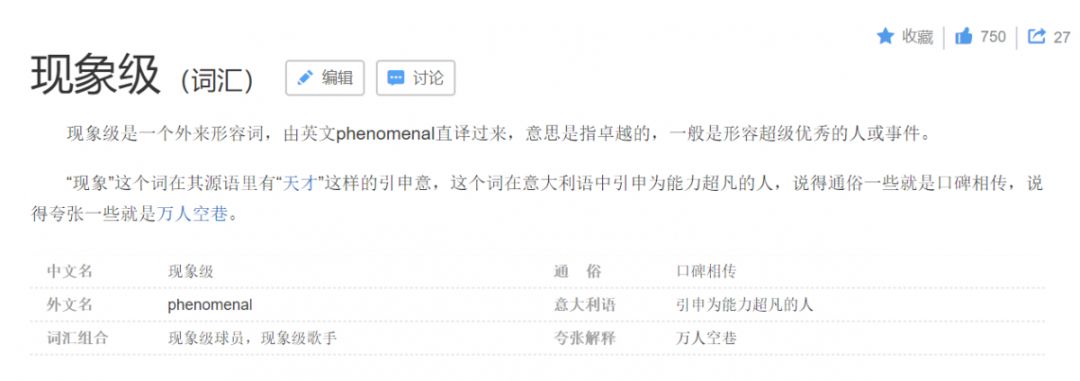 收藏 750 27
现象级（词汇） 编辑 讨论
现象级是一个外来形容词，由英文phenomenal直译过来，意思是指卓越的，一般是形容超级优秀的人或事件。
“现象”这个词在其源语里有“天才”这样的引申意，这个词在意大利语中引申为能力超凡的人，说得通俗一些就是口碑相传，说
得夸张一些就是万人空巷。
中文名 现象级 通 俗 口碑相传
外文名 phenomenal 意大利语 引申为能力超凡的人
词汇组合 现象级球员，现象级歌手 夸张解释 万人空巷